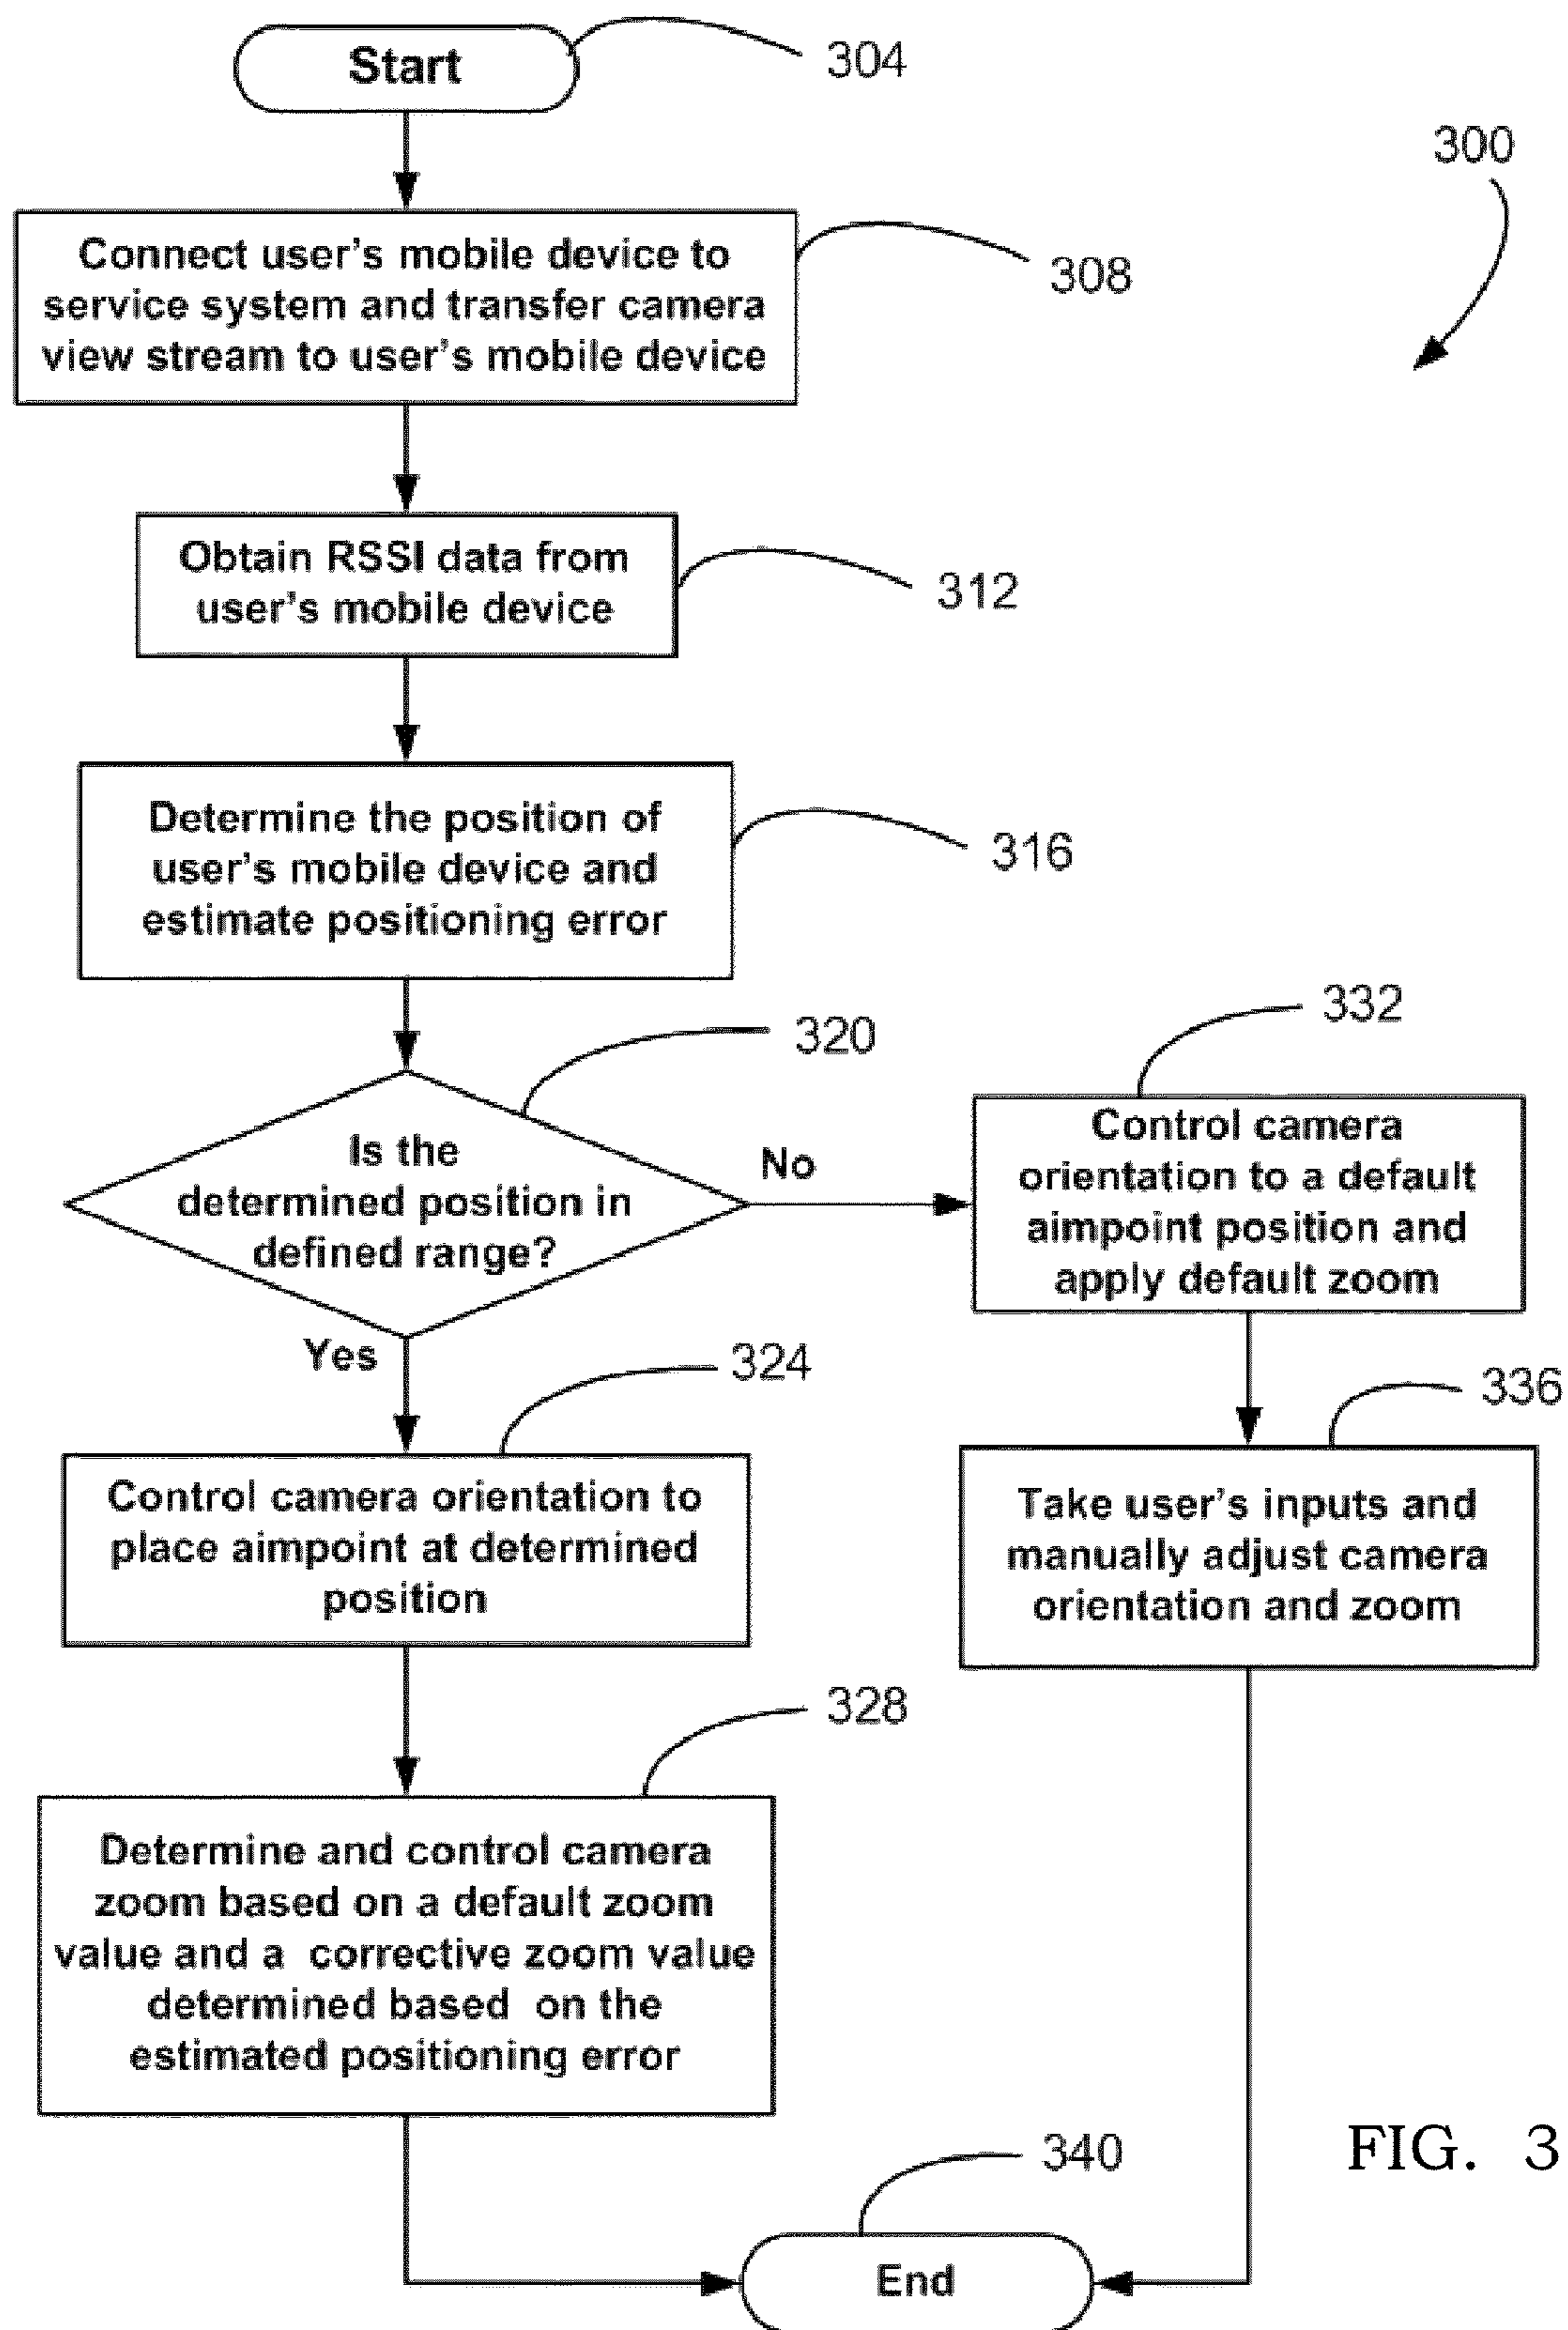 Start
304
300
Connect user's mobile device to
service system and transfer camera
view stream to user's mobile device
308
Obtain RSSI data from
user's mobile device
312
Determine the position of
user's mobile device and
estimate positioning error
316
320
Is the
determined position in
defined range?
No
Yes
332
Control camera
orientation to a default
aimpoint position and
apply default zoom
324
Control camera orientation to
place aimpoint at determined
position
336
Take user's inputs and
manually adjust camera
orientation and zoom
328
Determine and control camera
zoom based on a default zoom
value and a corrective zoom value
determined based on the
estimated positioning error
340
End
FIG. 3